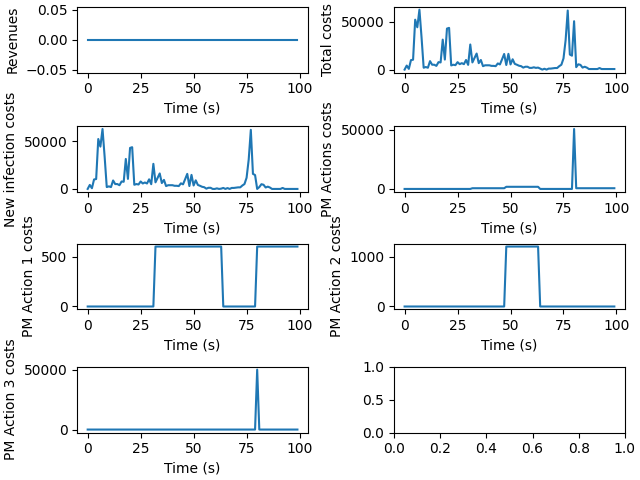 Revenues
0.05
0.00
−0.05
0 25 50 75 100
Time (s)
Total costs
50000
0
0 25 50 75 100
Time (s)
New infection costs
50000
0
0 25 50 75 100
Time (s)
PM Actions costs
50000
0
0 25 50 75 100
Time (s)
PM Action 1 costs
500
0
0 25 50 75 100
Time (s)
PM Action 2 costs
1000
0
0 25 50 75 100
Time (s)
PM Action 3 costs
50000
0
0 25 50 75 100
Time (s)
1.0
0.5
0.0
0.0 0.2 0.4 0.6 0.8 1.0